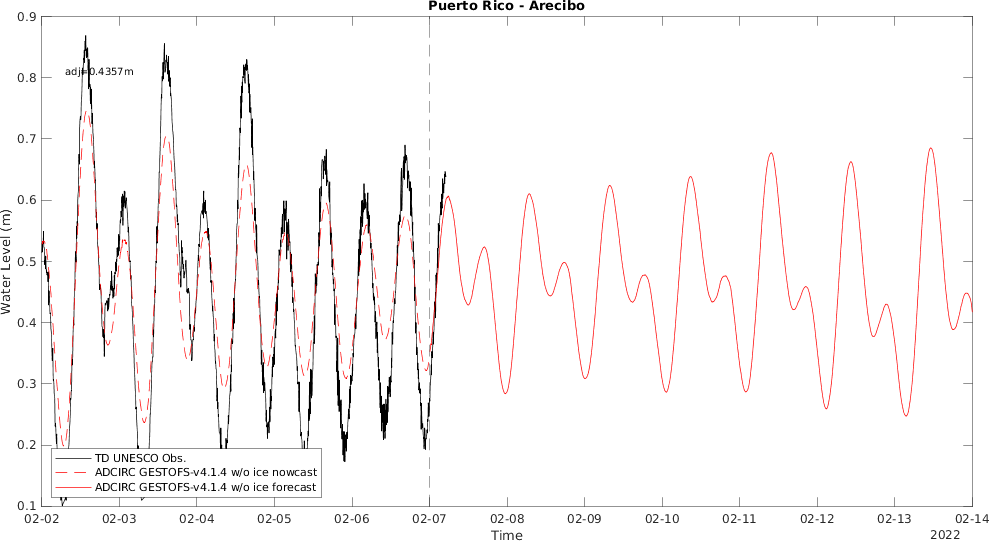 Puerto Rico - Arecibo
0.9
0.8
0.7
0.6
0.5
0.4
0.3
0.2
0.1
Water Level (m)
adj=0.4357m
TD UNESCO Obs.
ADCIRC GESTOFS-v4.1.4 w/o ice nowcast
ADCIRC GESTOFS-v4.1.4 w/o ice forecast
02-02 02-03 02-04 02-05 02-06 02-07 02-08 02-09 02-10 02-11 02-12 02-13 02-14
Time
2022